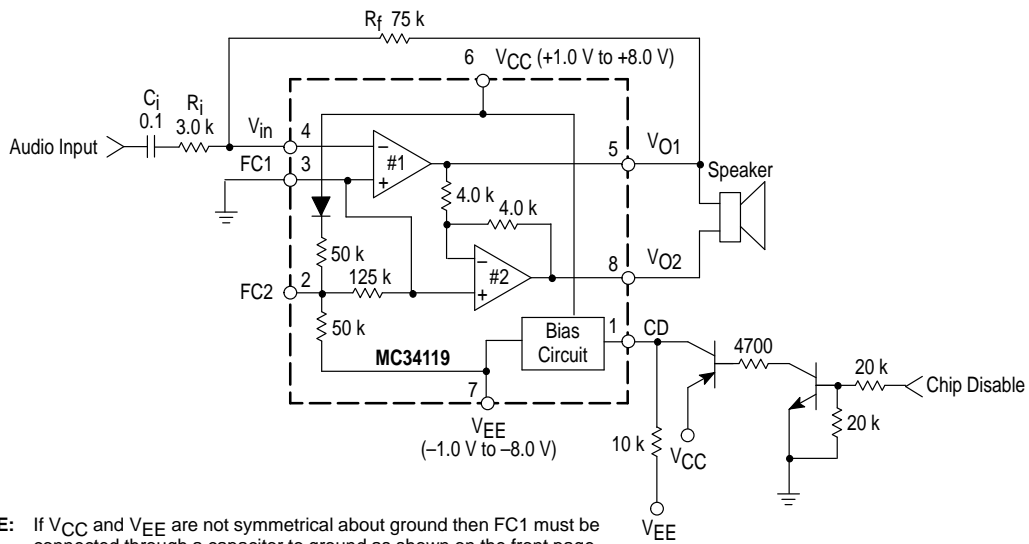 Rf 75 k
6 VCC (+1.0 V to +8.0 V)
Ci
0.1
Ri
3.0 k
Vin
4
Audio Input
FC1
3
#1
−
+
5
VO1
Speaker
4.0 k
4.0 k
50 k
FC2
2
125 k
#2
−
+
8
VO2
50 k
MC34119
Bias
Circuit
1
CD
4700
20 k
Chip Disable
20 k
7
VEE
(–1.0 V to –8.0 V)
10 k
VCC
VEE
E: If VCC and VEE are not symmetrical about ground then FC1 must be
connected through a capacitor to ground as shown on the front page